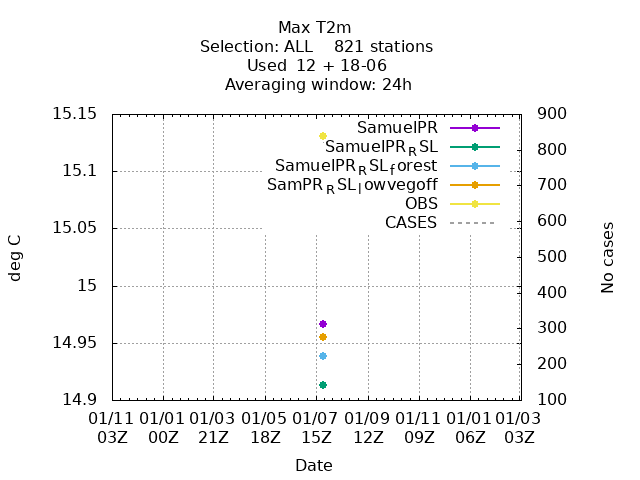 Max T2m
Selection: ALL 821 stations
Used 12 + 18-06
Averaging window: 24h
15.15
15.1
15.05
15
14.95
14.9
deg C
900
800
700
600
500
400
300
200
100
No cases
SamuelPR
SamuelPR_RSL
SamuelPR_RSL_forest
SamPR_RSL_lowvegoff
OBS
CASES
01/11 01/01 01/03 01/05 01/07 01/09 01/11 01/01 01/03
03Z 00Z 21Z 18Z 15Z 12Z 09Z 06Z 03Z
Date